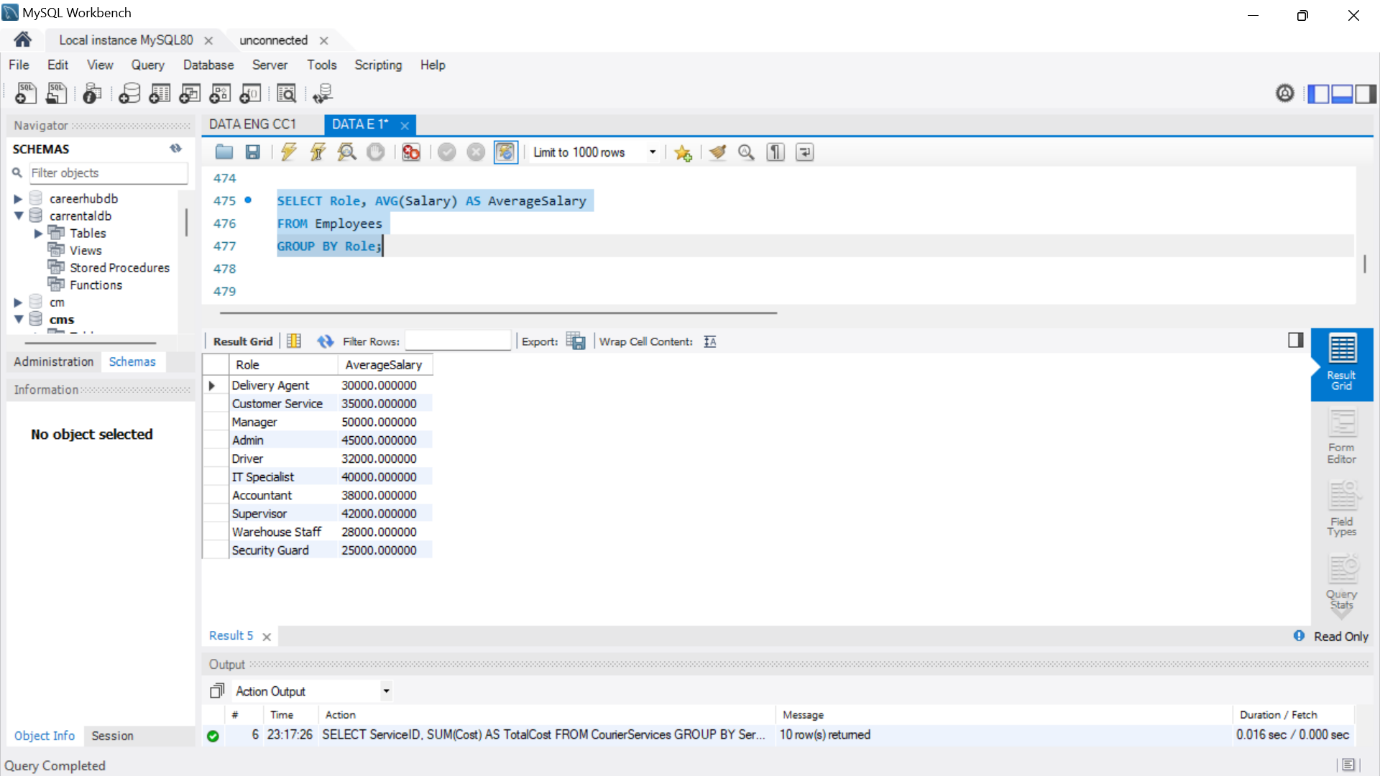 MySQL Workbench
Local instance MySQL80
unconnected
File Edit View Query Database Server Tools Scripting Help
Navigator
SCHEMAS
Filter objects
careerhubdb
carrentaldb
Tables
Views
Stored Procedures
Functions
cm
cms
Administration Schemas
Information
No object selected
Object Info Session
DATA ENG CC1 DATA E 1*
Limit to 1000 rows
474
475 SELECT Role, AVG(Salary) AS AverageSalary
476 FROM Employees
477 GROUP BY Role;
478
479
Result Grid Filter Rows: Export: Wrap Cell Content:
Role AverageSalary
Delivery Agent 30000.000000
Customer Service 35000.000000
Manager 50000.000000
Admin 45000.000000
Driver 32000.000000
IT Specialist 40000.000000
Accountant 38000.000000
Supervisor 42000.000000
Warehouse Staff 28000.000000
Security Guard 25000.000000
Result
Grid
Form
Editor
Field
Types
Query
Stats
Result 5
Read Only
Output
Action Output
# Time Action Message Duration / Fetch
6 23:17:26 SELECT ServiceID, SUM(Cost) AS TotalCost FROM CourierServices GROUP BY Ser... 10 row(s) returned 0.016 sec / 0.000 sec
Query Completed